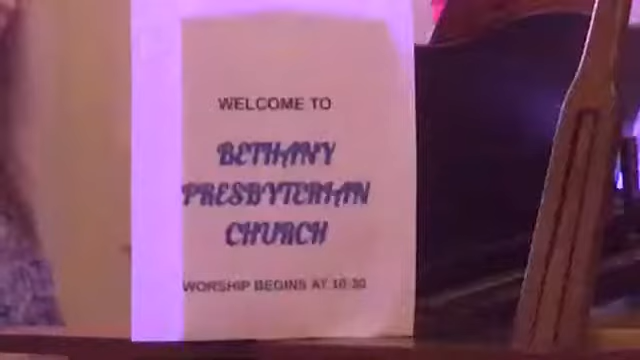 WELCOME TO
BETHANY
PRESBYTERIAN
CHURCH
WORSHIP BEGINS AT 10:30